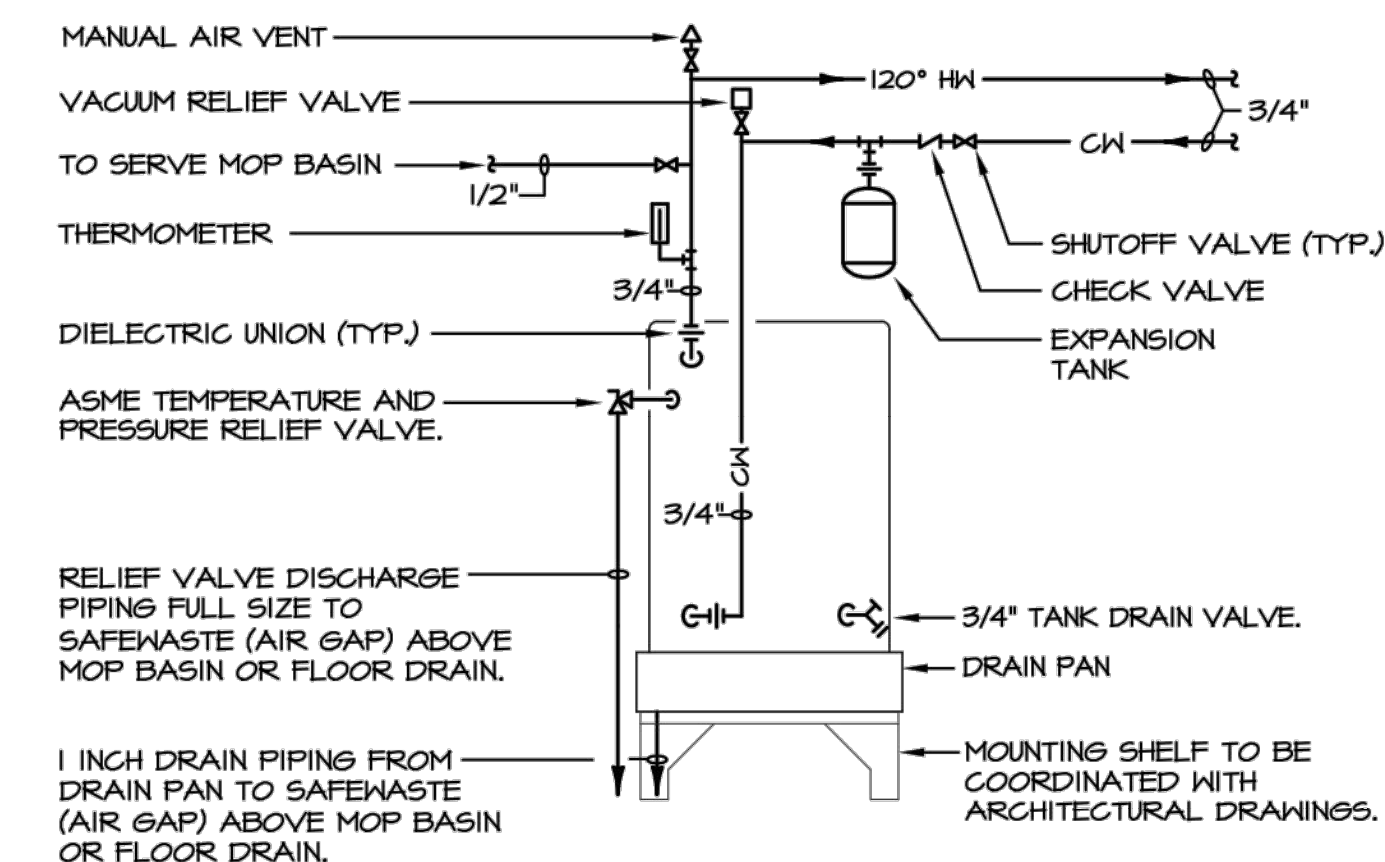 MANUAL AIR VENT
120° HW
VACUUM RELIEF VALVE
3/4"
CW
TO SERVE MOP BASIN
1/2"
THERMOMETER
SHUTOFF VALVE (TYP.)
3/4"
CHECK VALVE
DIELECTRIC UNION (TYP.)
EXPANSION
TANK
ASME TEMPERATURE AND
PRESSURE RELIEF VALVE.
CW
3/4"
RELIEF VALVE DISCHARGE
PIPING FULL SIZE TO
SAFEWASTE (AIR GAP) ABOVE
MOP BASIN OR FLOOR DRAIN.
3/4" TANK DRAIN VALVE.
DRAIN PAN
1 INCH DRAIN PIPING FROM
DRAIN PAN TO SAFEWASTE
(AIR GAP) ABOVE MOP BASIN
OR FLOOR DRAIN.
MOUNTING SHELF TO BE
COORDINATED WITH
ARCHITECTURAL DRAWINGS.